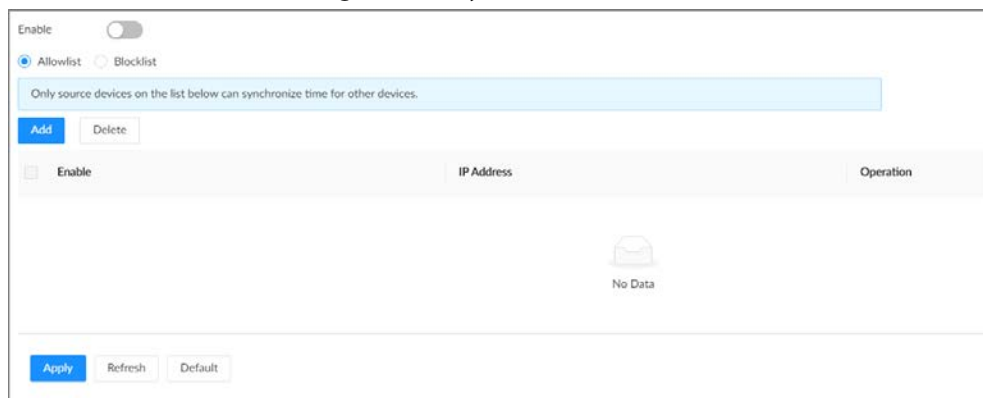 Enable
Allowlist Blocklist
Only source devices on the list below can synchronize time for other devices.
Add Delete
Enable IP Address Operation
No Data
Apply Refresh Default